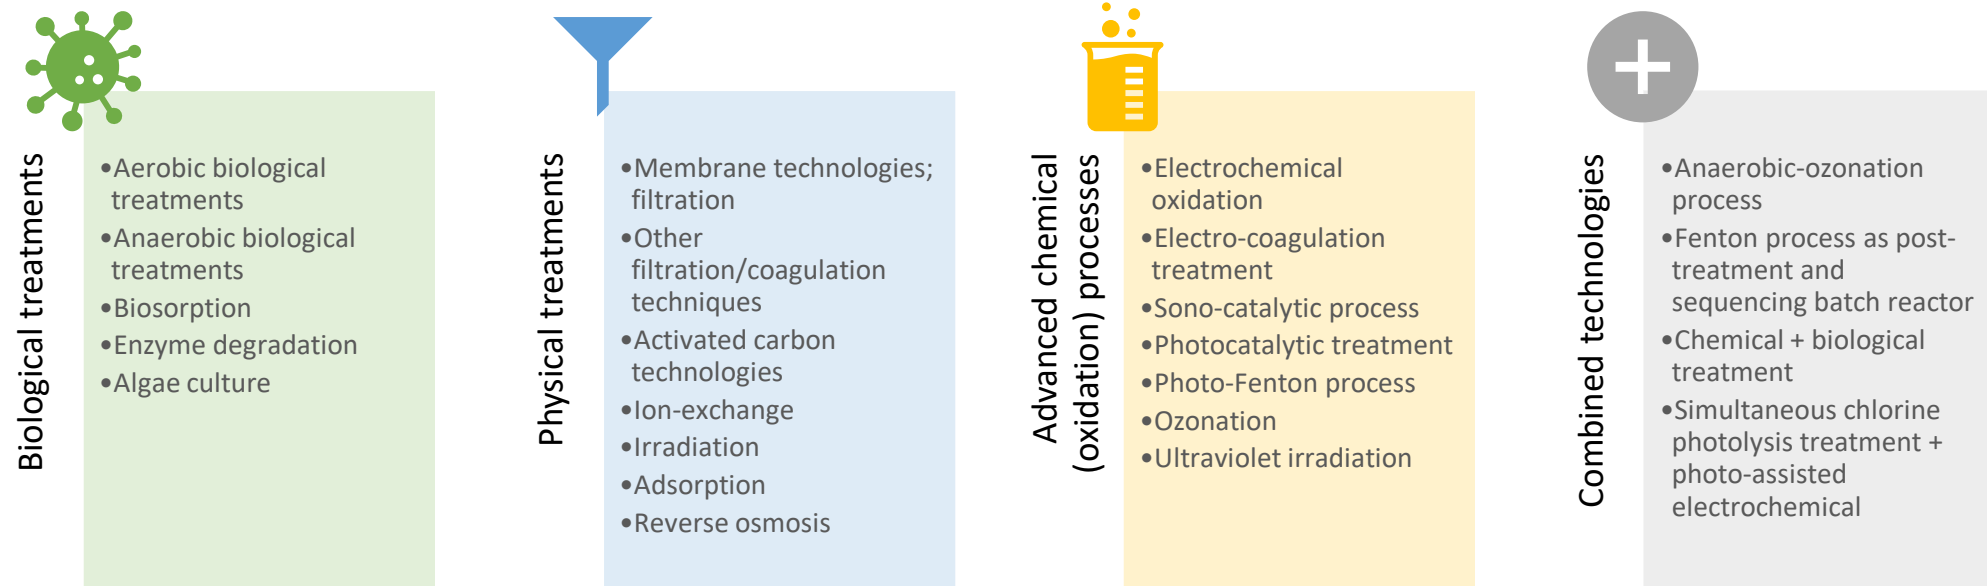 Biological treatments
•Aerobic biological
treatments
•Anaerobic biological
treatments
•Biosorption
•Enzyme degradation
•Algae culture
Physical treatments
•Membrane technologies;
filtration
•Other
filtration/coagulation
techniques
•Activated carbon
technologies
•Ion-exchange
•Irradiation
•Adsorption
•Reverse osmosis
Advanced chemical
(oxidation) processes
•Electrochemical
oxidation
•Electro-coagulation
treatment
•Sono-catalytic process
•Photocatalytic treatment
•Photo-Fenton process
•Ozonation
•Ultraviolet irradiation
Combined technologies
•Anaerobic-ozonation
process
•Fenton process as post-
treatment and
sequencing batch reactor
•Chemical + biological
treatment
•Simultaneous chlorine
photolysis treatment +
photo-assisted
electrochemical